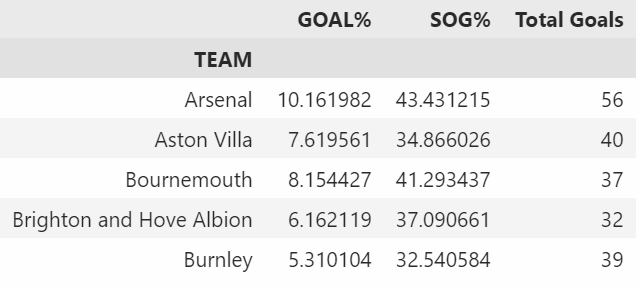 GOAL% SOG% Total Goals
TEAM
Arsenal 10.161982 43.431215 56
Aston Villa 7.619561 34.866026 40
Bournemouth 8.154427 41.293437 37
Brighton and Hove Albion 6.162119 37.090661 32
Burnley 5.310104 32.540584 39